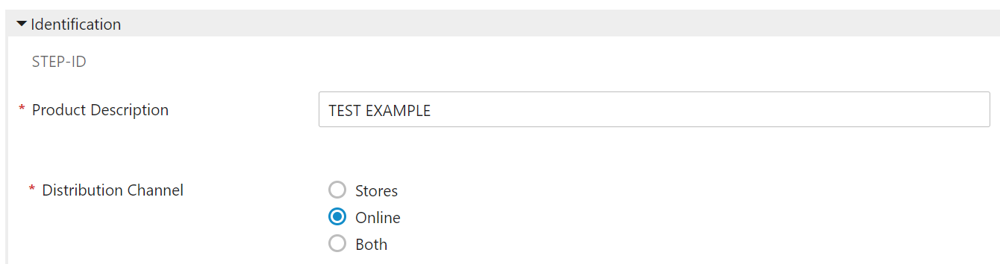 Identification
STEP-ID
* Product Description TEST EXAMPLE
* Distribution Channel Stores
Online
Both